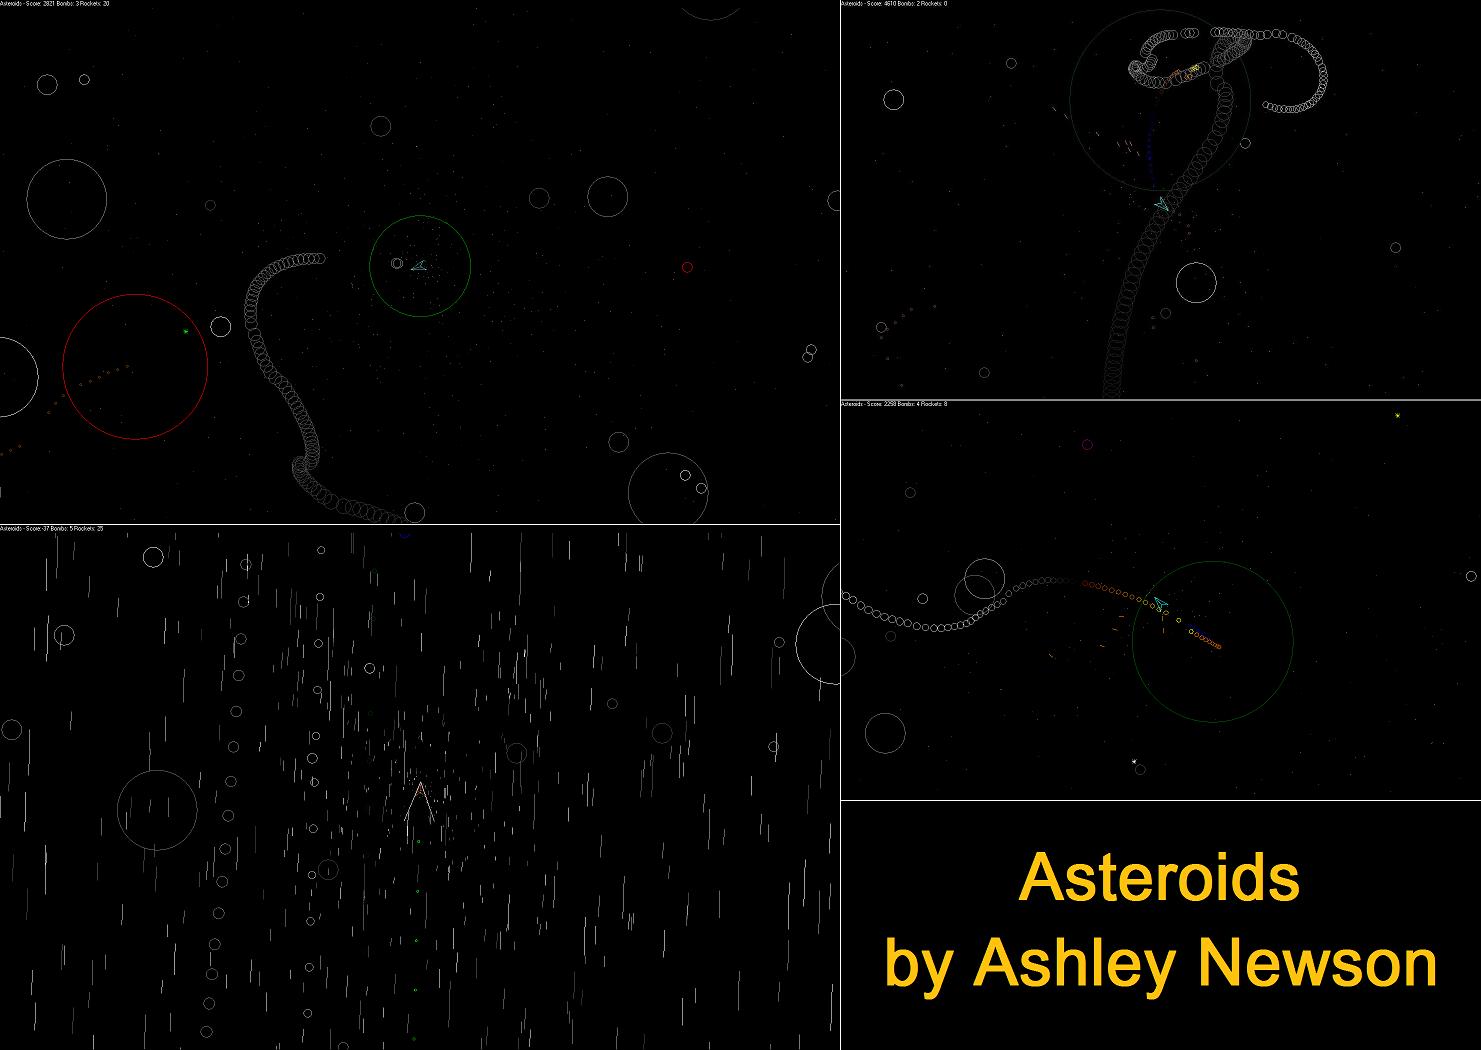 Asteroids - Score: 2821 Bombs: 3 Rockets: 20
Asteroids - Score: 4610 Bombs: 2 Rockets: 0
Asteroids - Score: 2258 Bombs: 4 Rockets: 8
Asteroids - Score: -37 Bombs: 5 Rockets: 25
Asteroids
by Ashley Newson